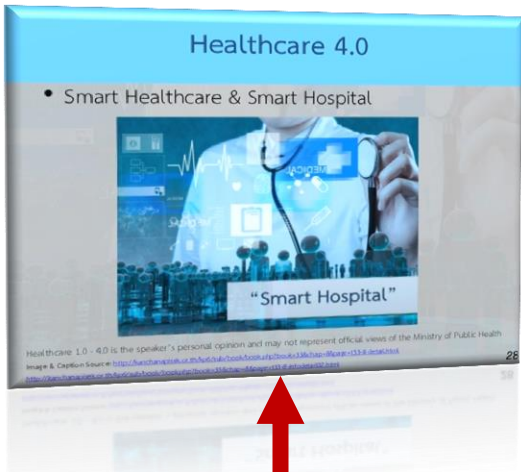 Healthcare 4.0
• Smart Healthcare & Smart Hospital
MEDICAL
"Smart Hospital"
Healthcare 1.0 - 4.0 is the speaker's personal opinion and may not represent official views of the Ministry of Public Health
Image & Caption Source:
28